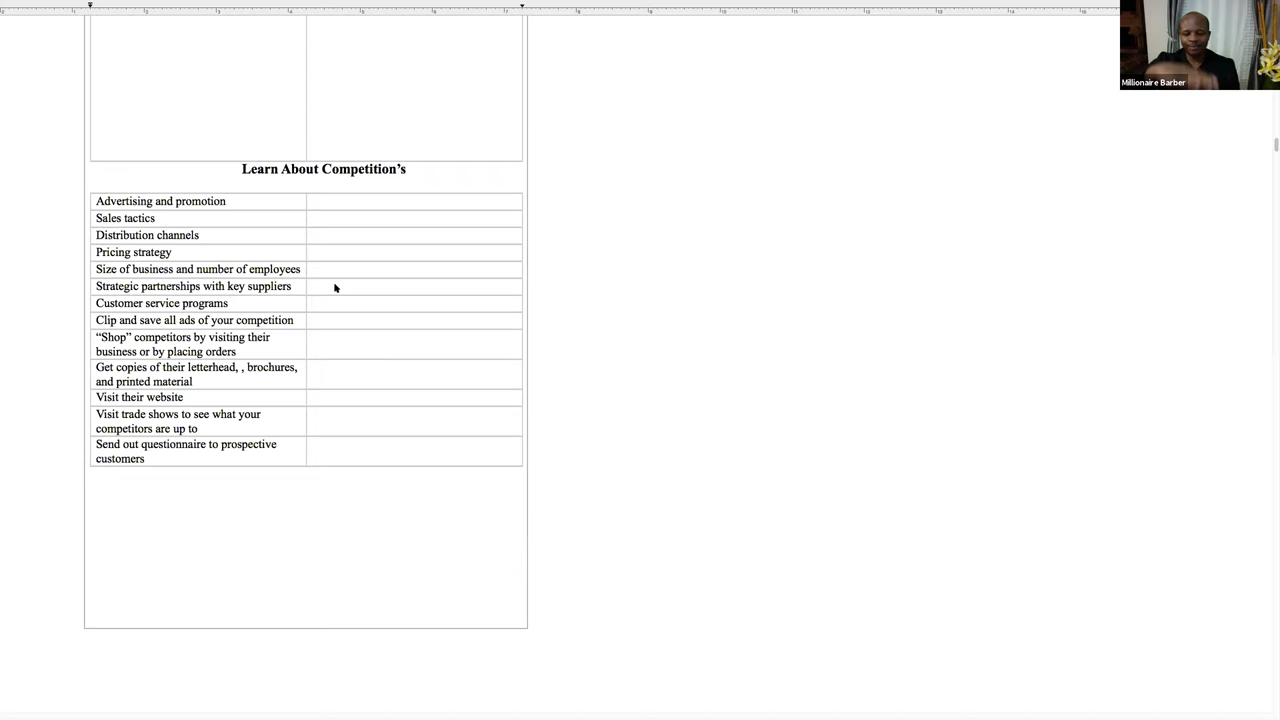 Millionaire Barber
Learn About Competition's
Advertising and promotion
Sales tactics
Distribution channels
Pricing strategy
Size of business and number of employees
Strategic partnerships with key suppliers
Customer service programs
Clip and save all ads of your competition
“Shop” competitors by visiting their
business or by placing orders
Get copies of their letterhead, , brochures,
and printed material
Visit their website
Visit trade shows to see what your
competitors are up to
Send out questionnaire to prospective
customers